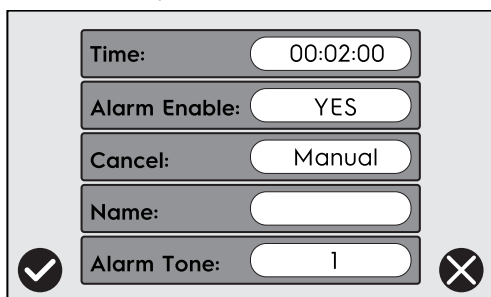 Time: 00:02:00
Alarm Enable: YES
Cancel: Manual
Name:
Alarm Tone: 1